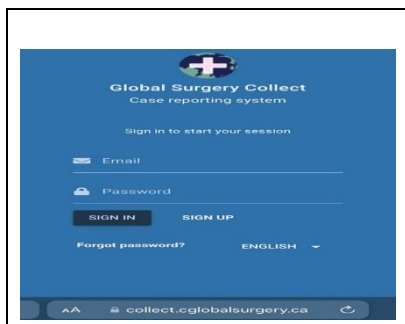 Global Surgery Collect
Case reporting system
Sign in to start your session
Email
Password
SIGN IN SIGN UP
Forgot password? ENGLISH
AA collect.cglobalsurgery.ca